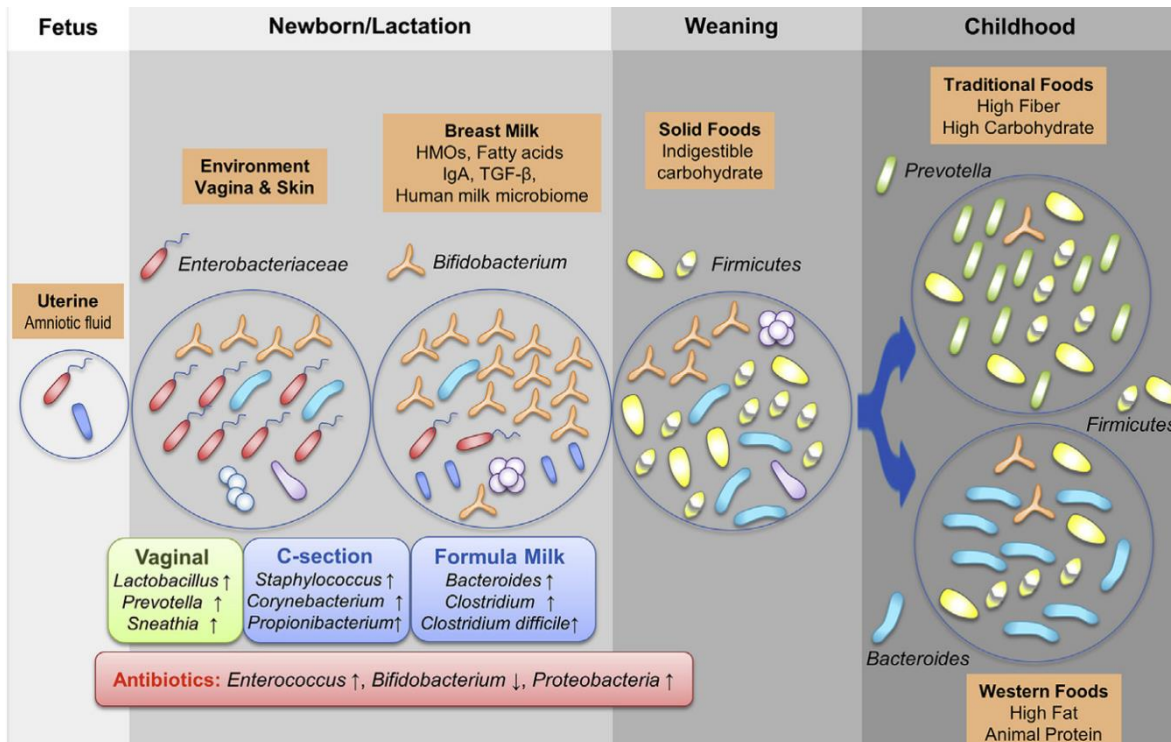 Fetus
Newborn/Lactation
Weaning
Childhood
Uterine
Amniotic fluid
Environment
Vagina & Skin
Enterobacteriaceae
Breast Milk
HMOs, Fatty acids
IgA, TGF-β,
Human milk microbiome
Bifidobacterium
Solid Foods
Indigestible
carbohydrate
Firmicutes
Traditional Foods
High Fiber
High Carbohydrate
Prevotella
Firmicutes
Bacteroides
Western Foods
High Fat
Animal Protein
Vaginal
Lactobacillus ↑
Prevotella ↑
Sneathia ↑
C-section
Staphylococcus ↑
Corynebacterium ↑
Propionibacterium↑
Formula Milk
Bacteroides ↑
Clostridium ↑
Clostridium difficile↑
Antibiotics: Enterococcus ↑, Bifidobacterium ↓, Proteobacteria ↑